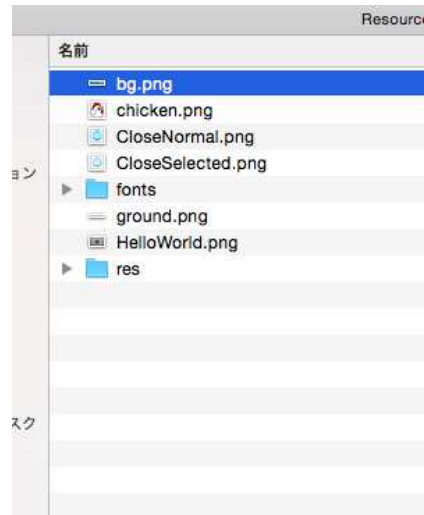 Resourc
名前
bg.png
chicken.png
CloseNormal.png
CloseSelected.png
ョン
fonts
ground.png
HelloWorld.png
res
スク